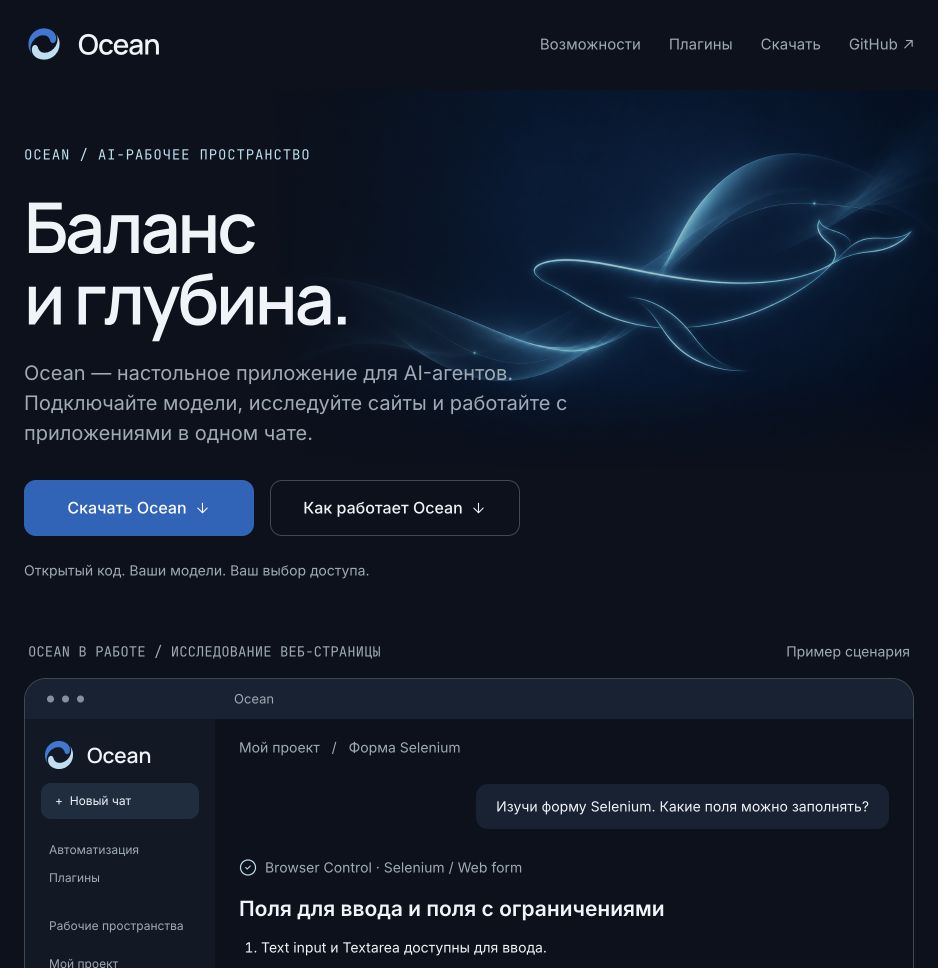 Ocean
Возможности
Плагины
Скачать
GitHub ↗
OCEAN / AI-РАБОЧЕЕ ПРОСТРАНСТВО
Баланс
и глубина.
Ocean — настольное приложение для AI-агентов.
Подключайте модели, исследуйте сайты и работайте с
приложениями в одном чате.
Скачать Ocean ↓
Как работает Ocean ↓
Открытый код. Ваши модели. Ваш выбор доступа.
OCEAN В РАБОТЕ / ИССЛЕДОВАНИЕ ВЕБ-СТРАНИЦЫ
Пример сценария
Ocean
Ocean
+ Новый чат
Автоматизация
Плагины
Рабочие пространства
Мой проект
Мой проект / Форма Selenium
Изучи форму Selenium. Какие поля можно заполнять?
Browser Control · Selenium / Web form
Поля для ввода и поля с ограничениями
1. Text input и Textarea доступны для ввода.